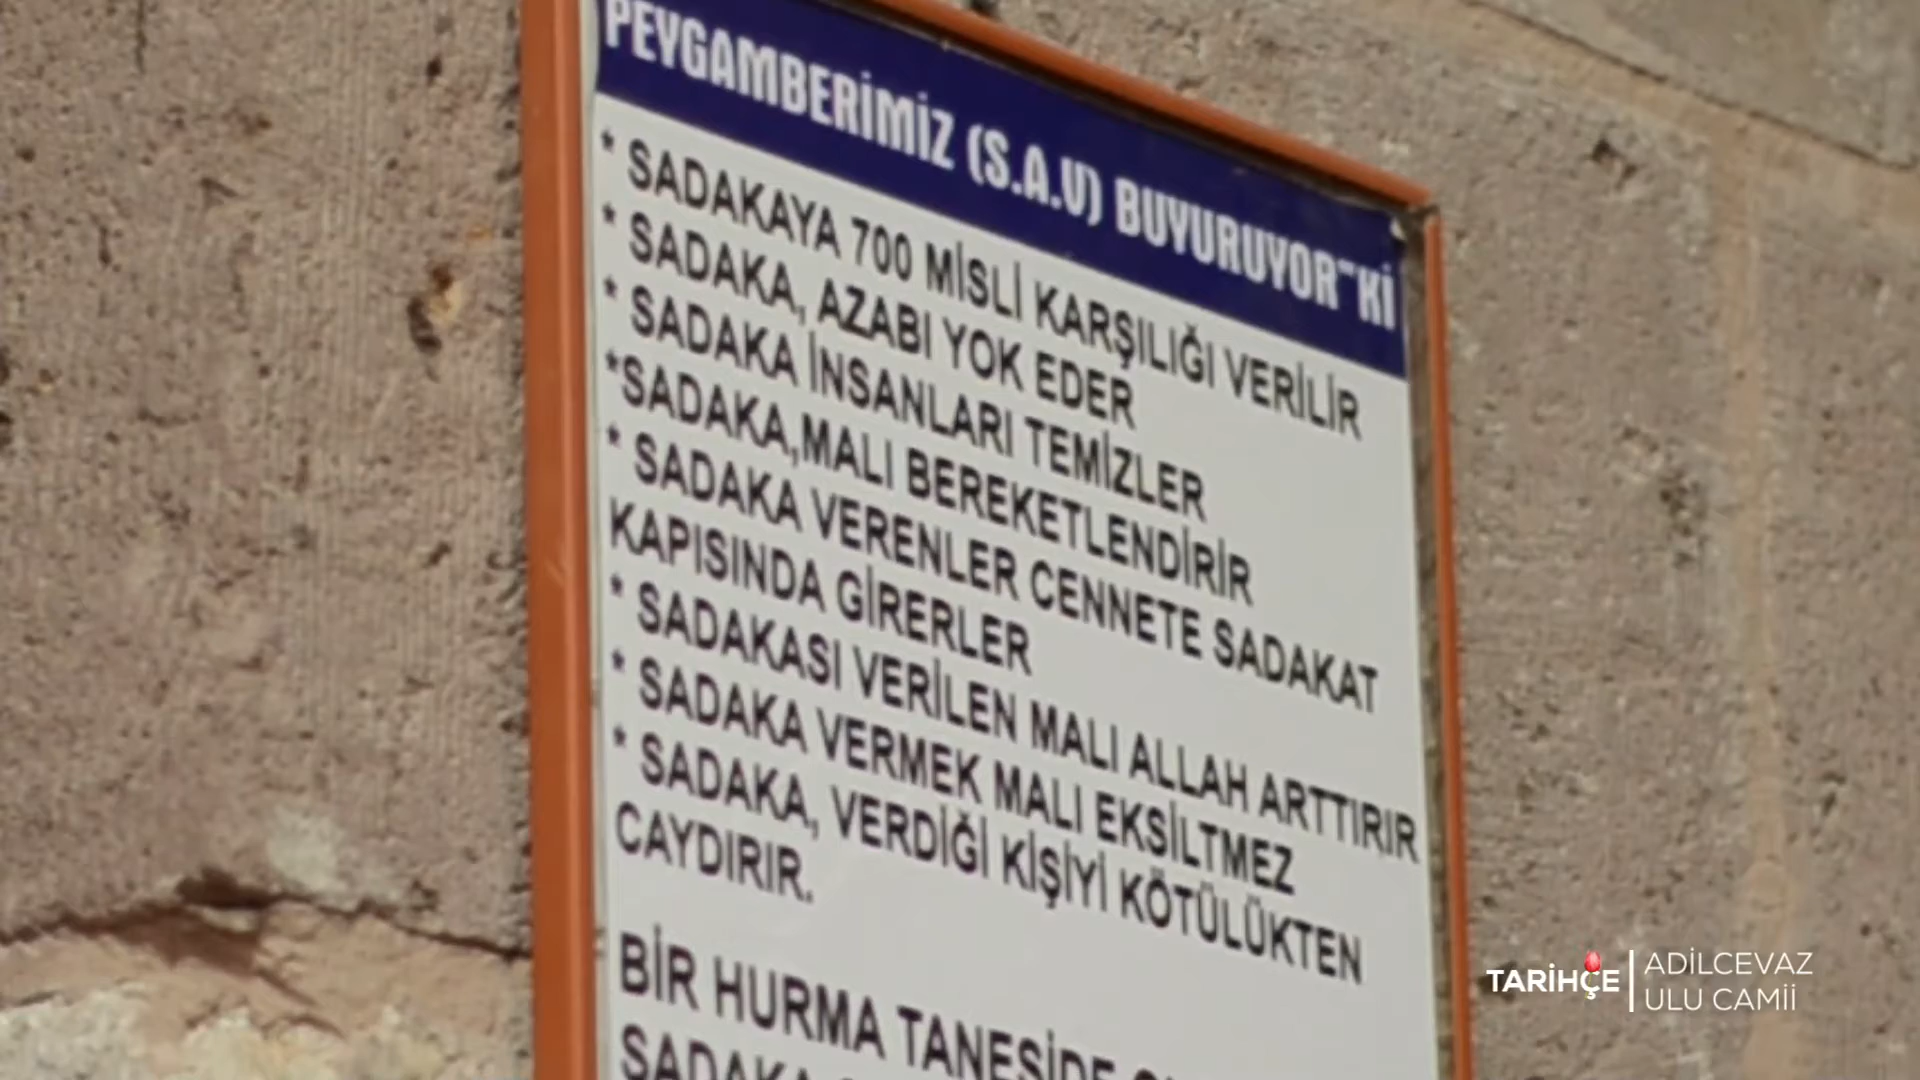 PEYGAMBERİMİZ (S.A.V) BUYURUYOR"Kİ
* SADAKAYA 700 MİSLİ KARŞILIĞI VERİLİR
* SADAKA, AZABI YOK EDER
* SADAKA İNSANLARI TEMİZLER
*SADAKA,MALI BEREKETLENDİRİR
* SADAKA VERENLER CENNETE SADAKAT
KAPISINDA GİRERLER
* SADAKASI VERİLEN MALI ALLAH ARTTIRIR
* SADAKA VERMEK MALI EKSİLTMEZ
* SADAKA, VERDİĞİ KİŞİYİ KÖTÜLÜKTEN
CAYDIRIR.
BİR HURMA TANESİDE
SADAKA
TARİHÇE
ADİLCEVAZ
ULU CAMİİ